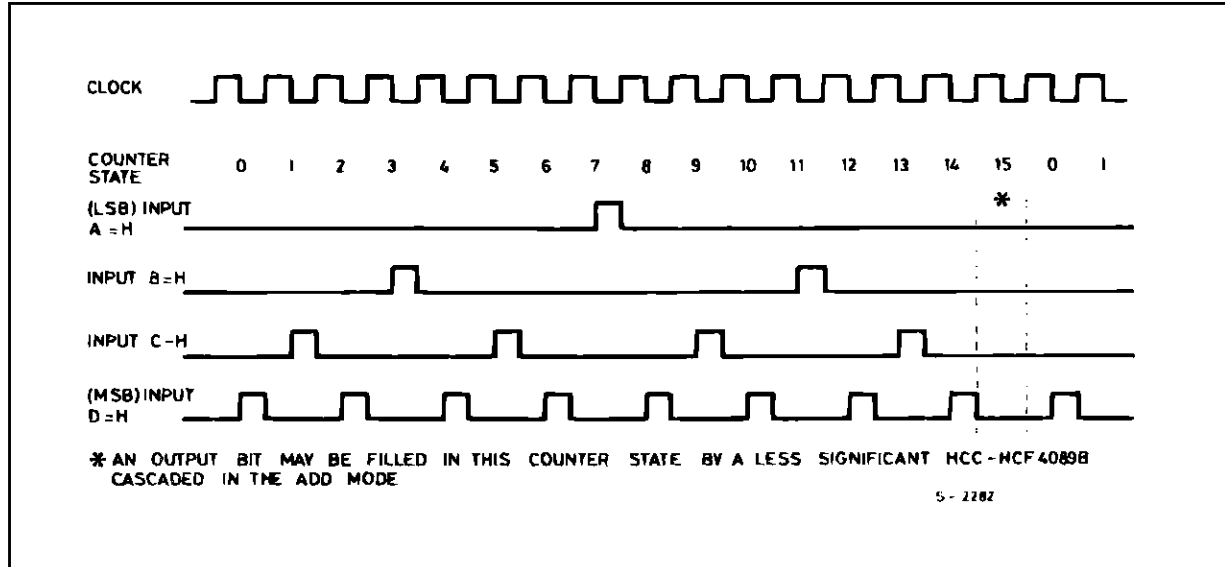 CLOCK
COUNTER
STATE
0 1 2 3 4 5 6 7 8 9 10 11 12 13 14 15 0 1
(LSB) INPUT
A =H
*
INPUT B=H
INPUT C-H
(MSB) INPUT
D =H
* AN OUTPUT BIT MAY BE FILLED IN THIS COUNTER STATE BY A LESS SIGNIFICANT HCC-HCF 4089B
CASCADED IN THE ADD MODE
S - 2282